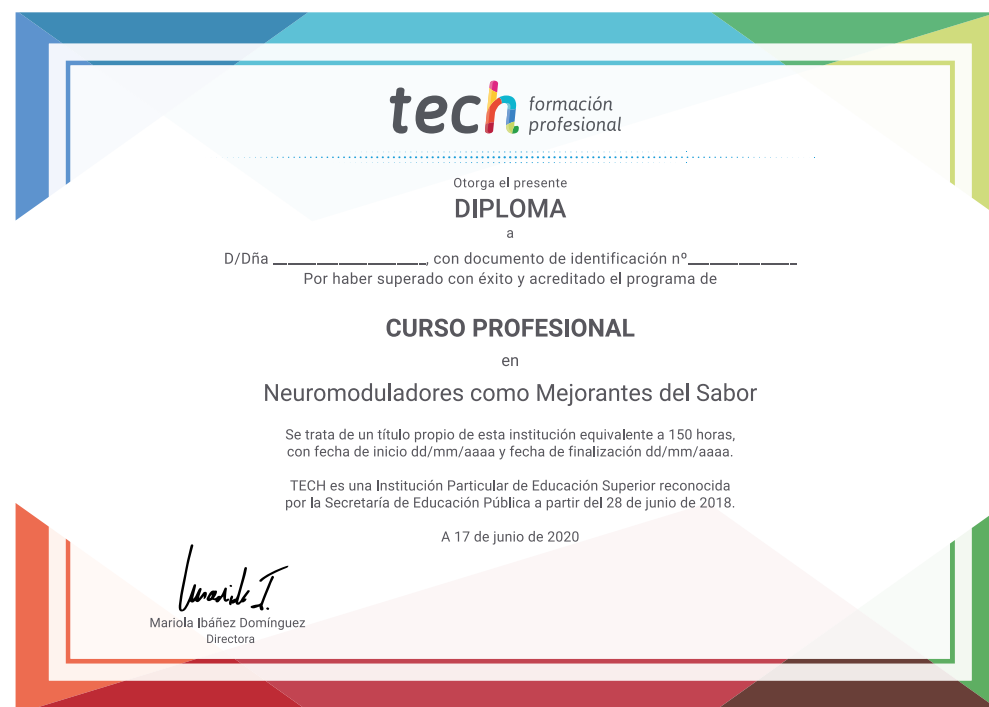 tech formación
profesional
Otorga el presente
DIPLOMA
a
D/Dña ____________________, con documento de identificación nº______________
Por haber superado con éxito y acreditado el programa de
CURSO PROFESIONAL
en
Neuromoduladores como Mejorantes del Sabor
Se trata de un título propio de esta institución equivalente a 150 horas,
con fecha de inicio dd/mm/aaaa y fecha de finalización dd/mm/aaaa.
TECH es una Institución Particular de Educación Superior reconocida
por la Secretaría de Educación Pública a partir del 28 de junio de 2018.
A 17 de junio de 2020
Mariola Ibáñez Domínguez
Directora